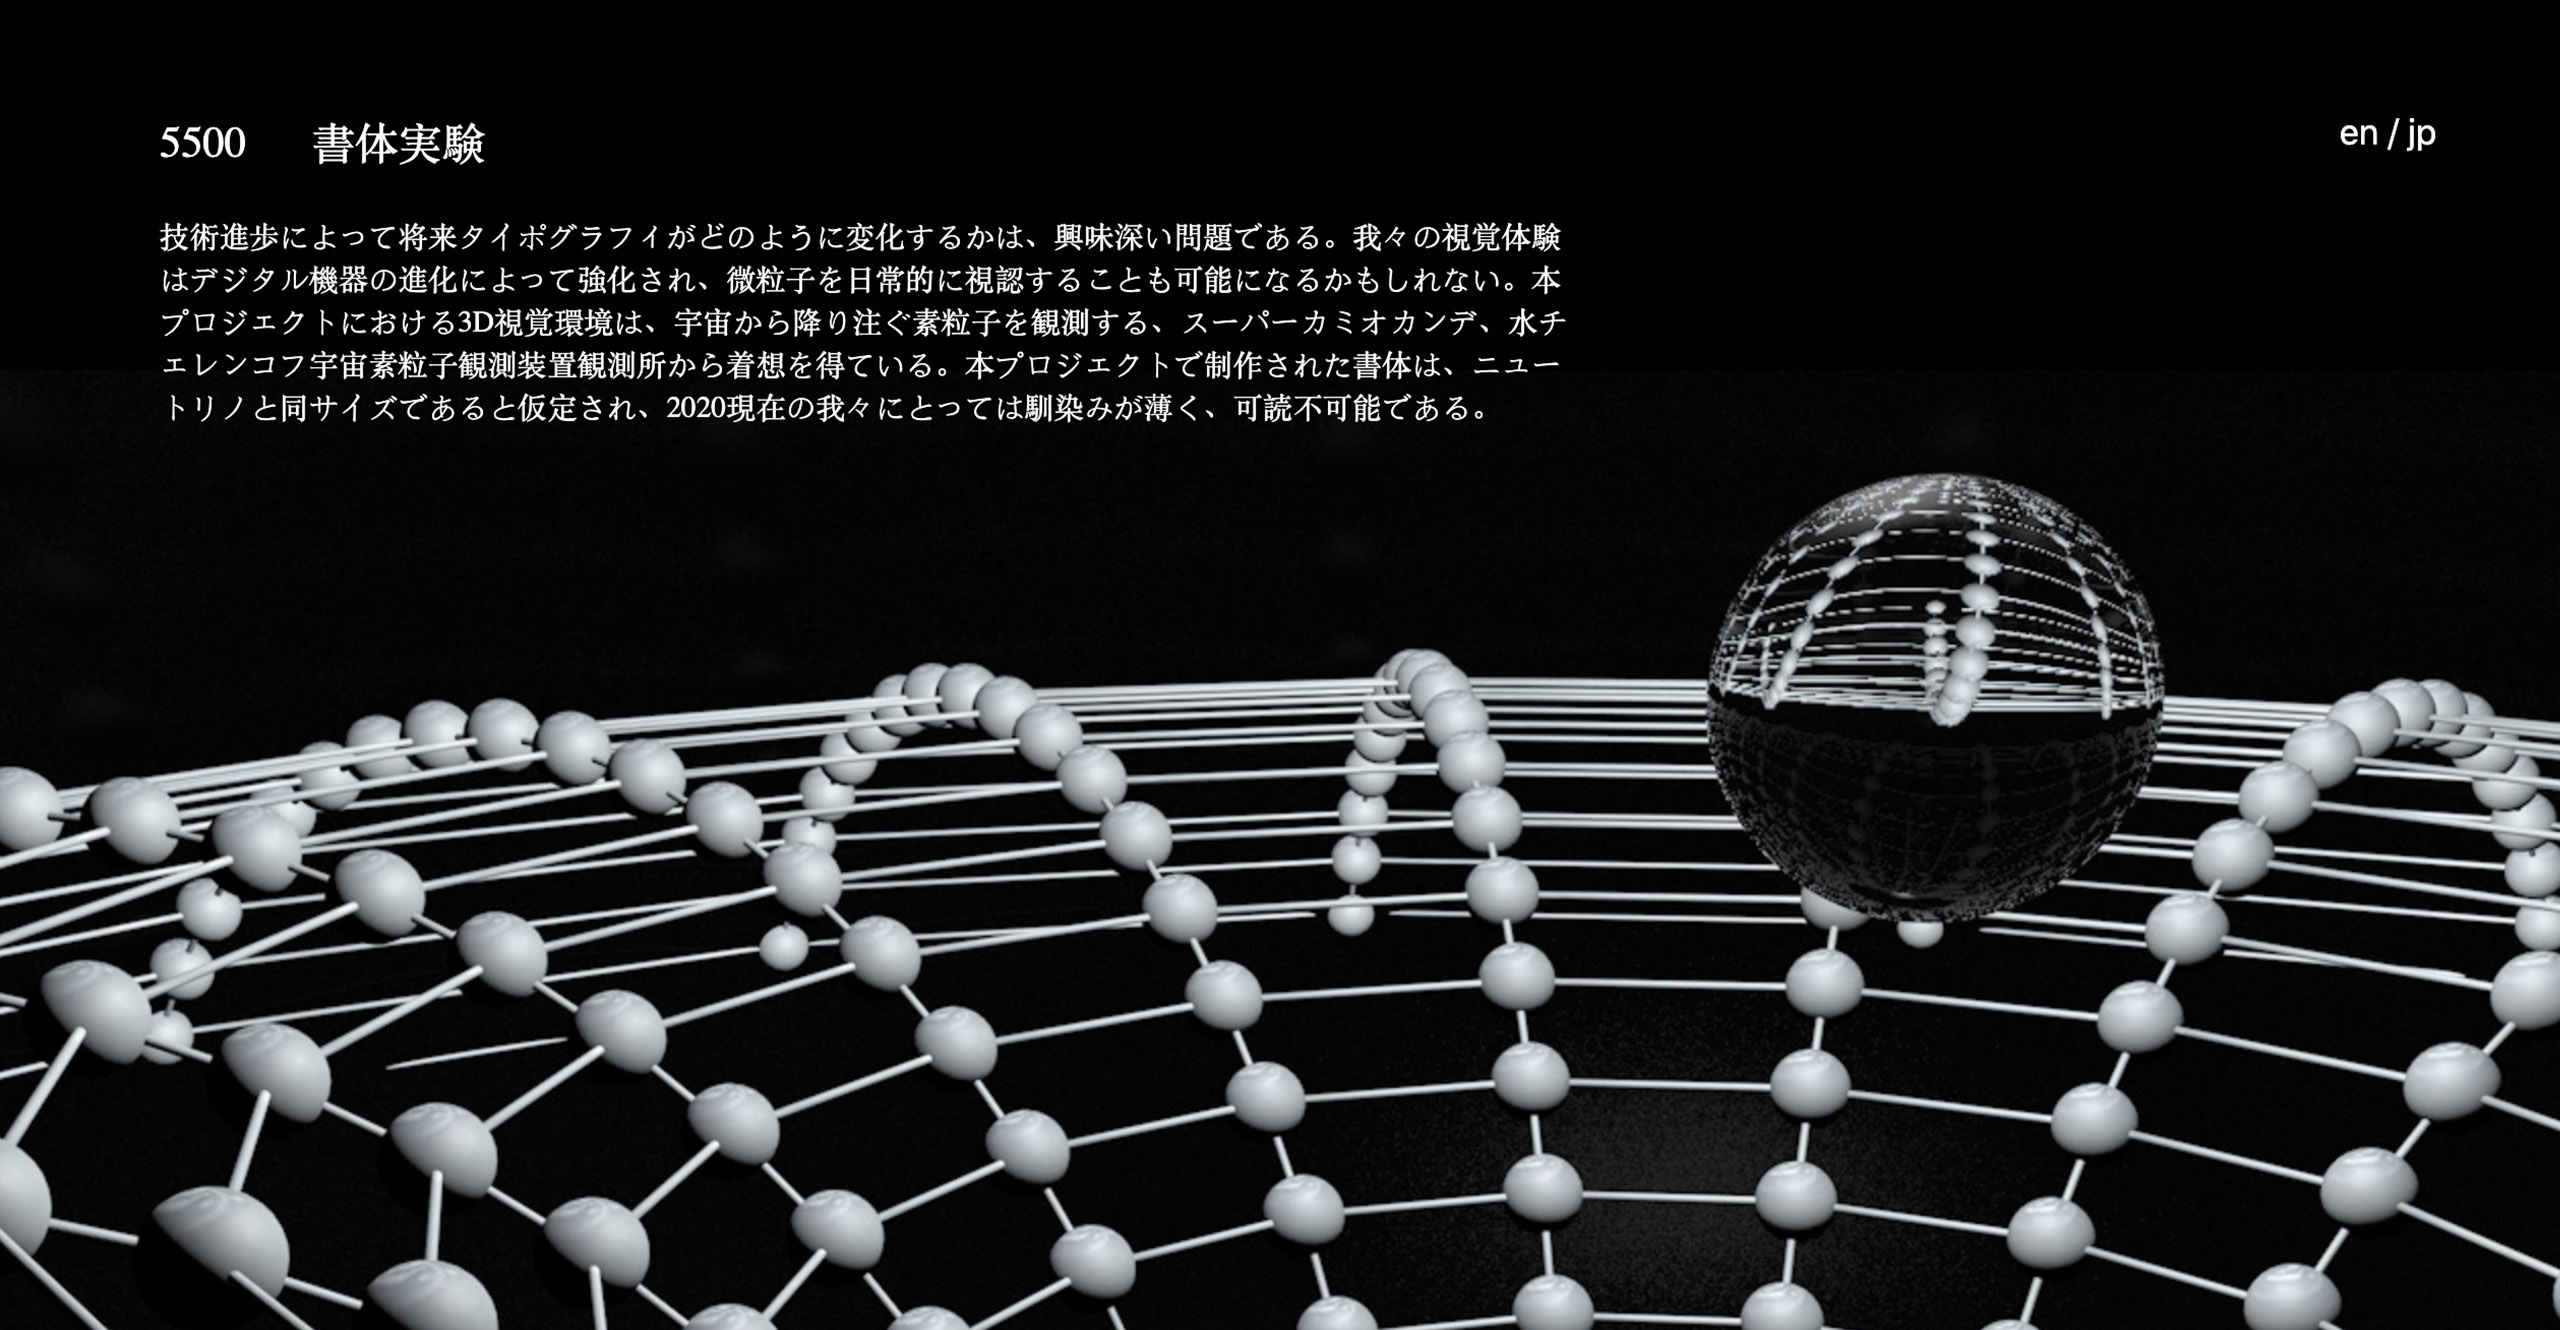 5500 書体実験
en / jp
技術進歩によって将来タイポグラフィがどのように変化するかは、興味深い問題である。我々の視覚体験
はデジタル機器の進化によって強化され、微粒子を日常的に視認することも可能になるかもしれない。本
プロジェクトにおける3D視覚環境は、宇宙から降り注ぐ素粒子を観測する、スーパーカミオカンデ、水チ
ェレンコフ宇宙素粒子観測装置観測所から着想を得ている。本プロジェクトで制作された書体は、ニュー
トリノと同サイズであると仮定され、2020現在の我々にとっては馴染みが薄く、可読不可能である。